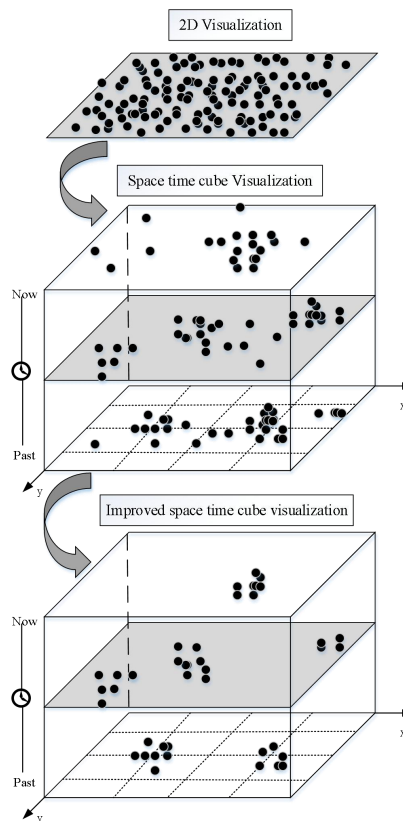 2D Visualization
Space time cube Visualization
Now
x
Past
y
Improved space time cube visualization
Now
x
Past
y